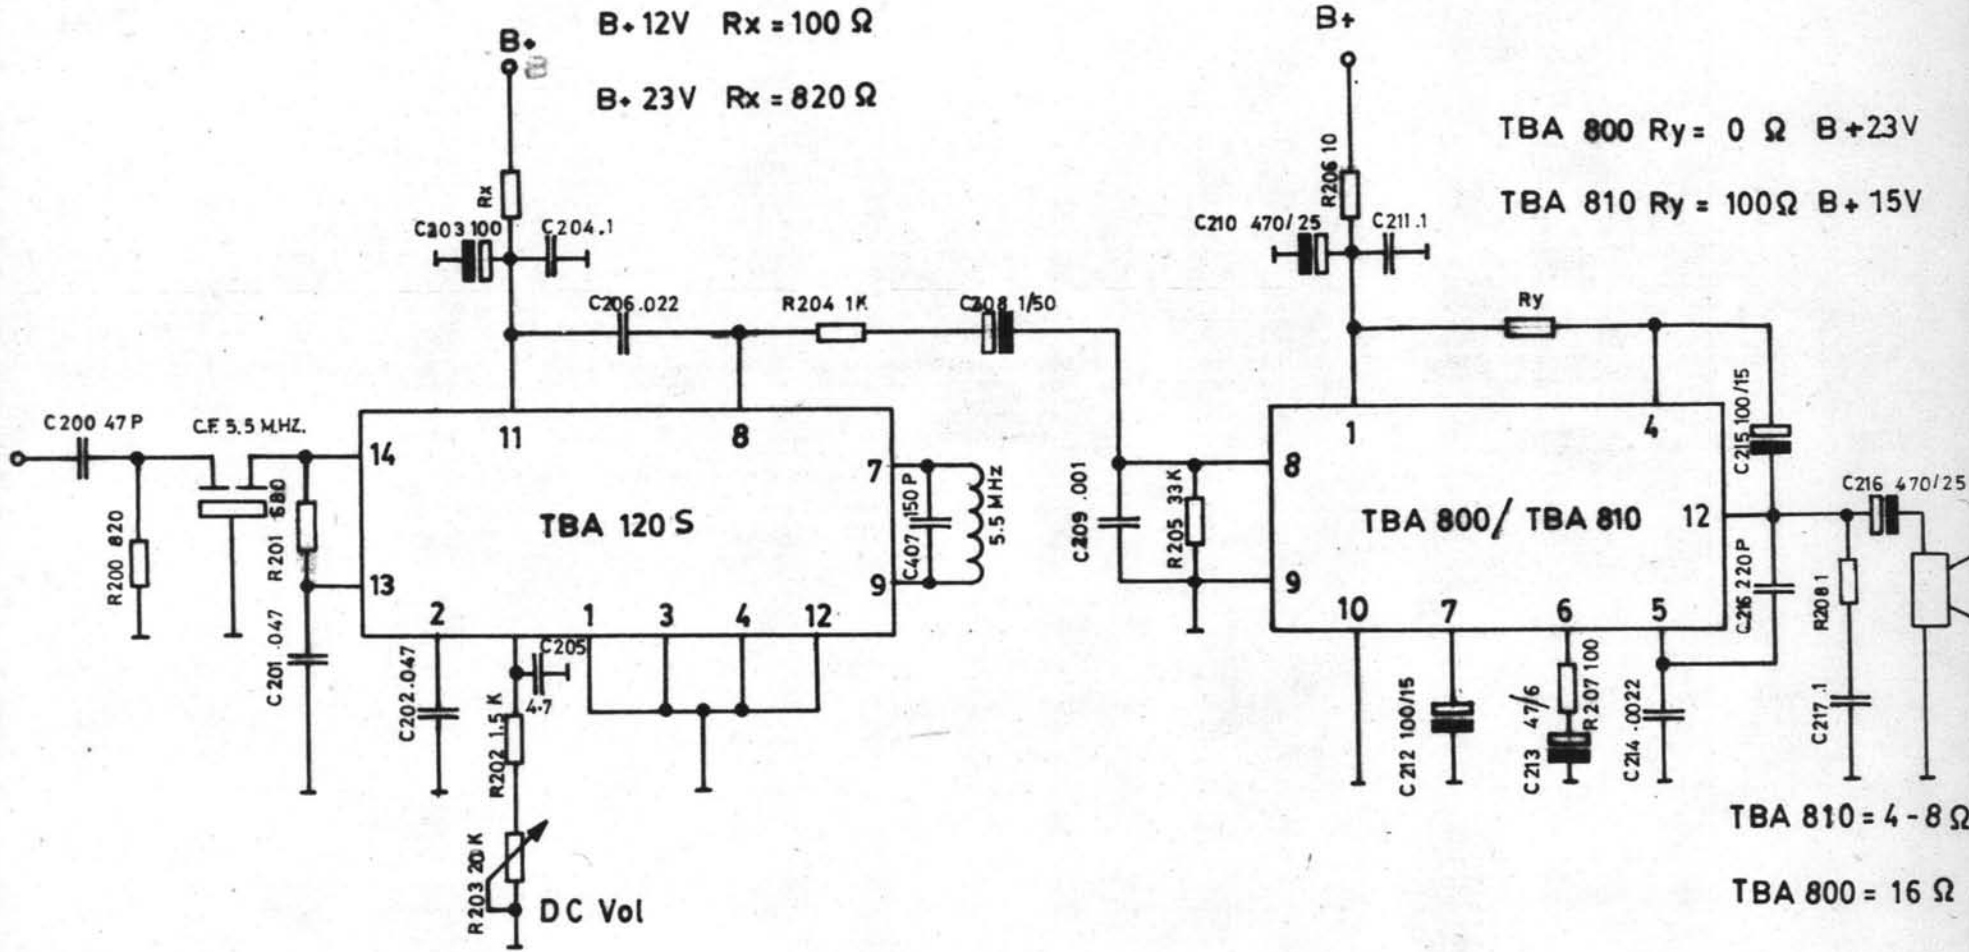 B+ 12V Rx = 100 Ω
B+ 23V Rx = 820 Ω
B+
B+
TBA 800 Ry = 0 Ω B+23V
TBA 810 Ry = 100Ω B+ 15V
Rx
C203 100
C204 .1
R206 10
C210 470/25
C211 .1
C206 .022
R204 1K
C208 1/50
Ry
C200 47P
C.F. 5.5 M.HZ.
R200 820
R201 680
C201 .047
14
13
11
8
7
9
TBA 120 S
2
1
3
4
12
C407 150P
5.5 MHz
C202 .047
C205
4.7
R202 1.5 K
R203 20K
DC Vol
C209 .001
R205 33K
8
9
1
4
12
TBA 800/ TBA 810
10
7
6
5
C215 100/15
C216 470/25
220P
R208 1
C217 .1
C212 100/15
C213 47/6
R207 100
C214 .0022
TBA 810 = 4-8 Ω
TBA 800 = 16 Ω